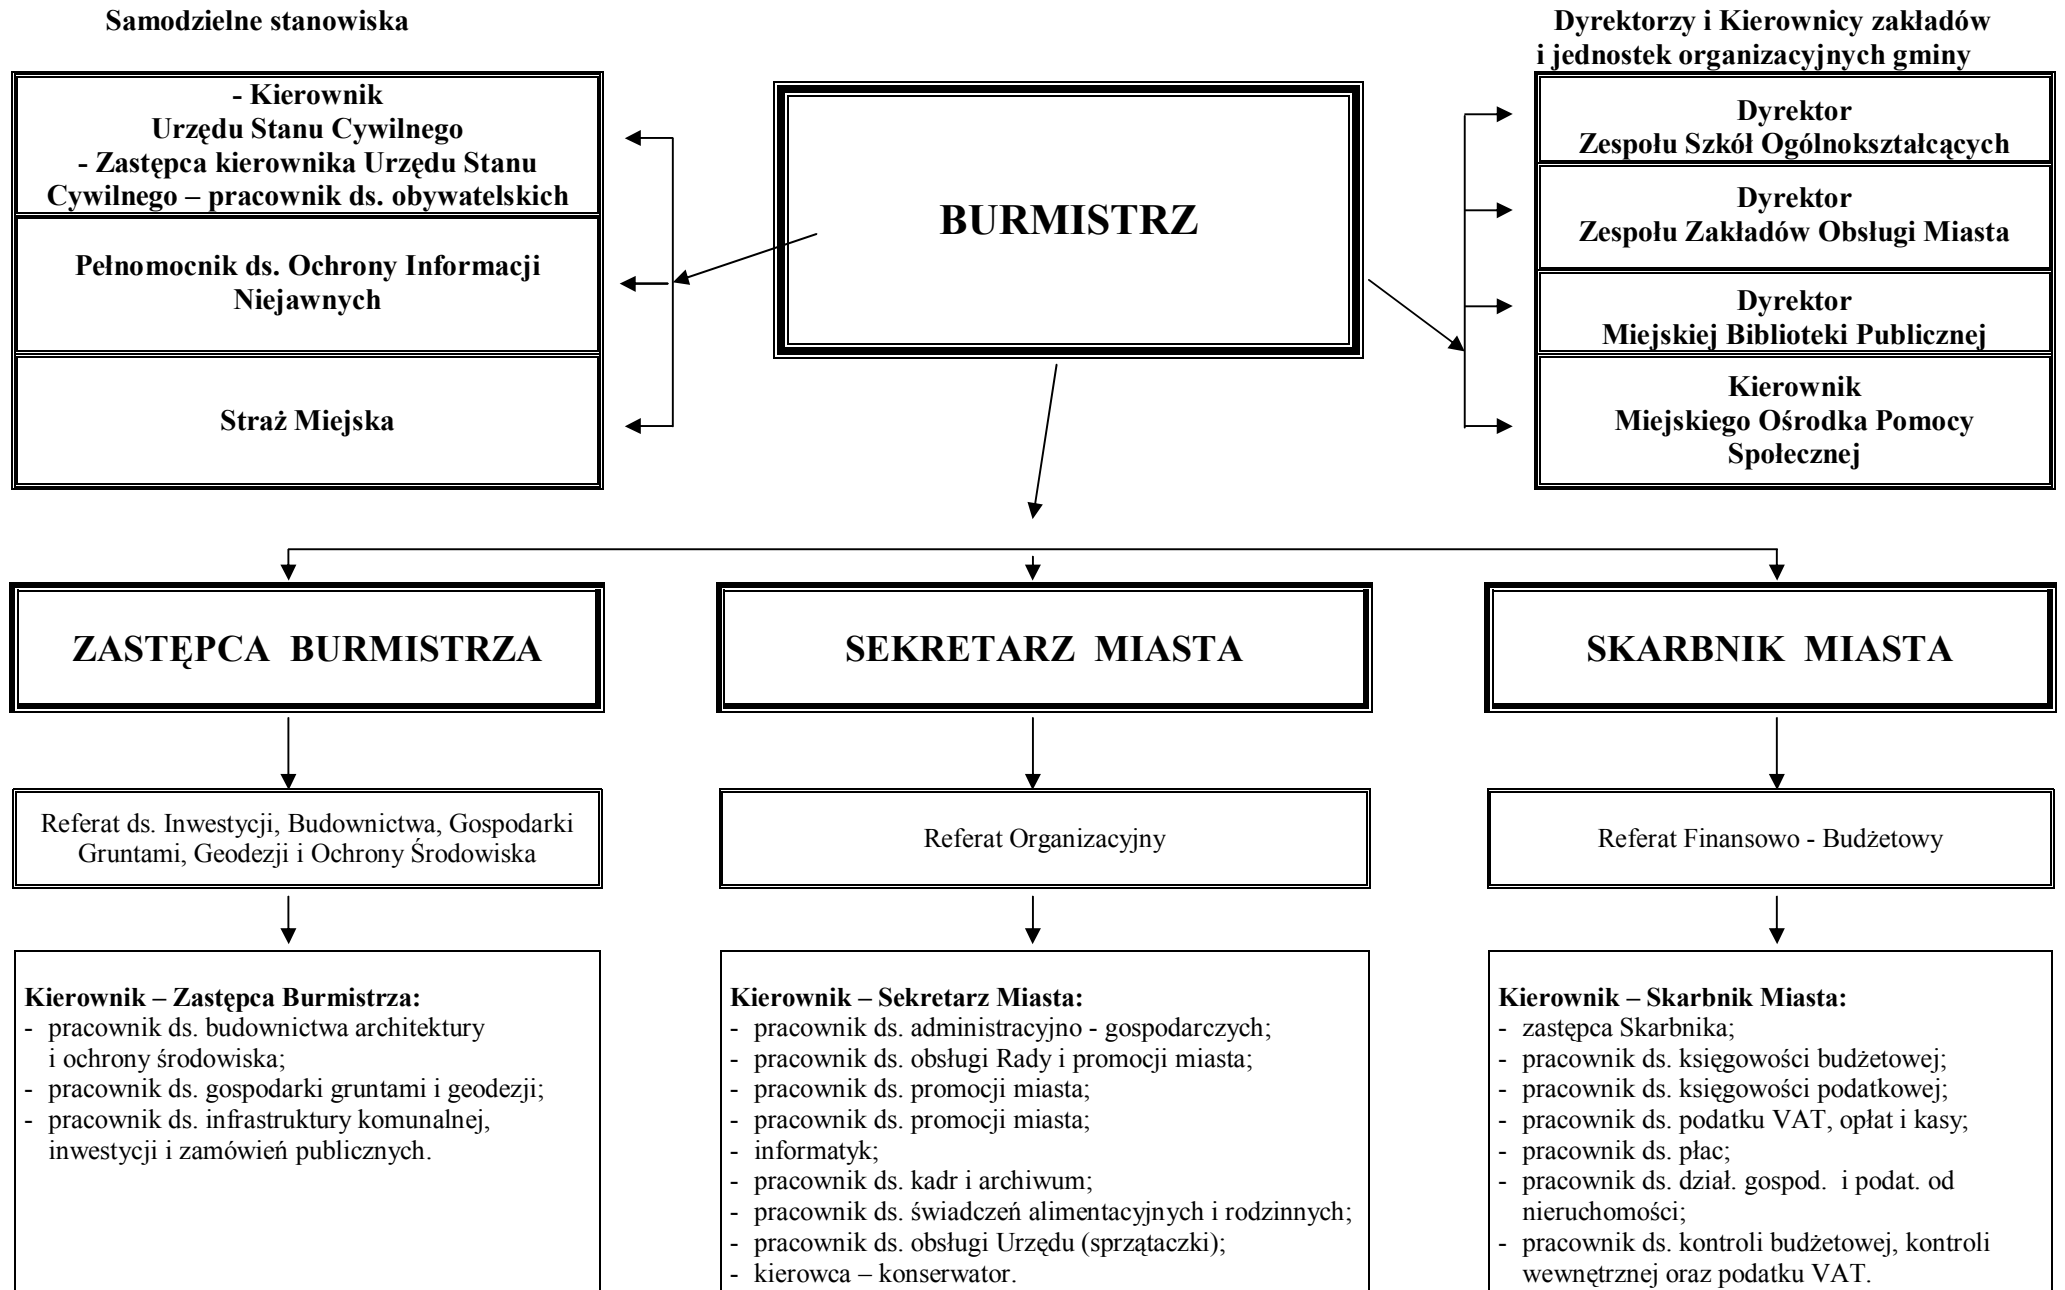 Samodzielne stanowiska
Dyrektorzy i Kierownicy zakładów
i jednostek organizacyjnych gminy
- Kierownik
Urzędu Stanu Cywilnego
- Zastępca kierownika Urzędu Stanu
Cywilnego – pracownik ds. obywatelskich
Pełnomocnik ds. Ochrony Informacji
Niejawnych
Straż Miejska
BURMISTRZ
Dyrektor
Zespołu Szkół Ogólnokształcących
Dyrektor
Zespołu Zakładów Obsługi Miasta
Dyrektor
Miejskiej Biblioteki Publicznej
Kierownik
Miejskiego Ośrodka Pomocy
Społecznej
ZASTĘPCA BURMISTRZA
SEKRETARZ MIASTA
SKARBNIK MIASTA
Referat ds. Inwestycji, Budownictwa, Gospodarki
Gruntami, Geodezji i Ochrony Środowiska
Referat Organizacyjny
Referat Finansowo - Budżetowy
Kierownik – Zastępca Burmistrza:
- pracownik ds. budownictwa architektury
i ochrony środowiska;
- pracownik ds. gospodarki gruntami i geodezji;
- pracownik ds. infrastruktury komunalnej,
inwestycji i zamówień publicznych.
Kierownik – Sekretarz Miasta:
- pracownik ds. administracyjno - gospodarczych;
- pracownik ds. obsługi Rady i promocji miasta;
- pracownik ds. promocji miasta;
- pracownik ds. promocji miasta;
- informatyk;
- pracownik ds. kadr i archiwum;
- pracownik ds. świadczeń alimentacyjnych i rodzinnych;
- pracownik ds. obsługi Urzędu (sprzątaczki);
- kierowca – konserwator.
Kierownik – Skarbnik Miasta:
- zastępca Skarbnika;
- pracownik ds. księgowości budżetowej;
- pracownik ds. księgowości podatkowej;
- pracownik ds. podatku VAT, opłat i kasy;
- pracownik ds. płac;
- pracownik ds. dział. gospod. i podat. od
nieruchomości;
- pracownik ds. kontroli budżetowej, kontroli
wewnętrznej oraz podatku VAT.